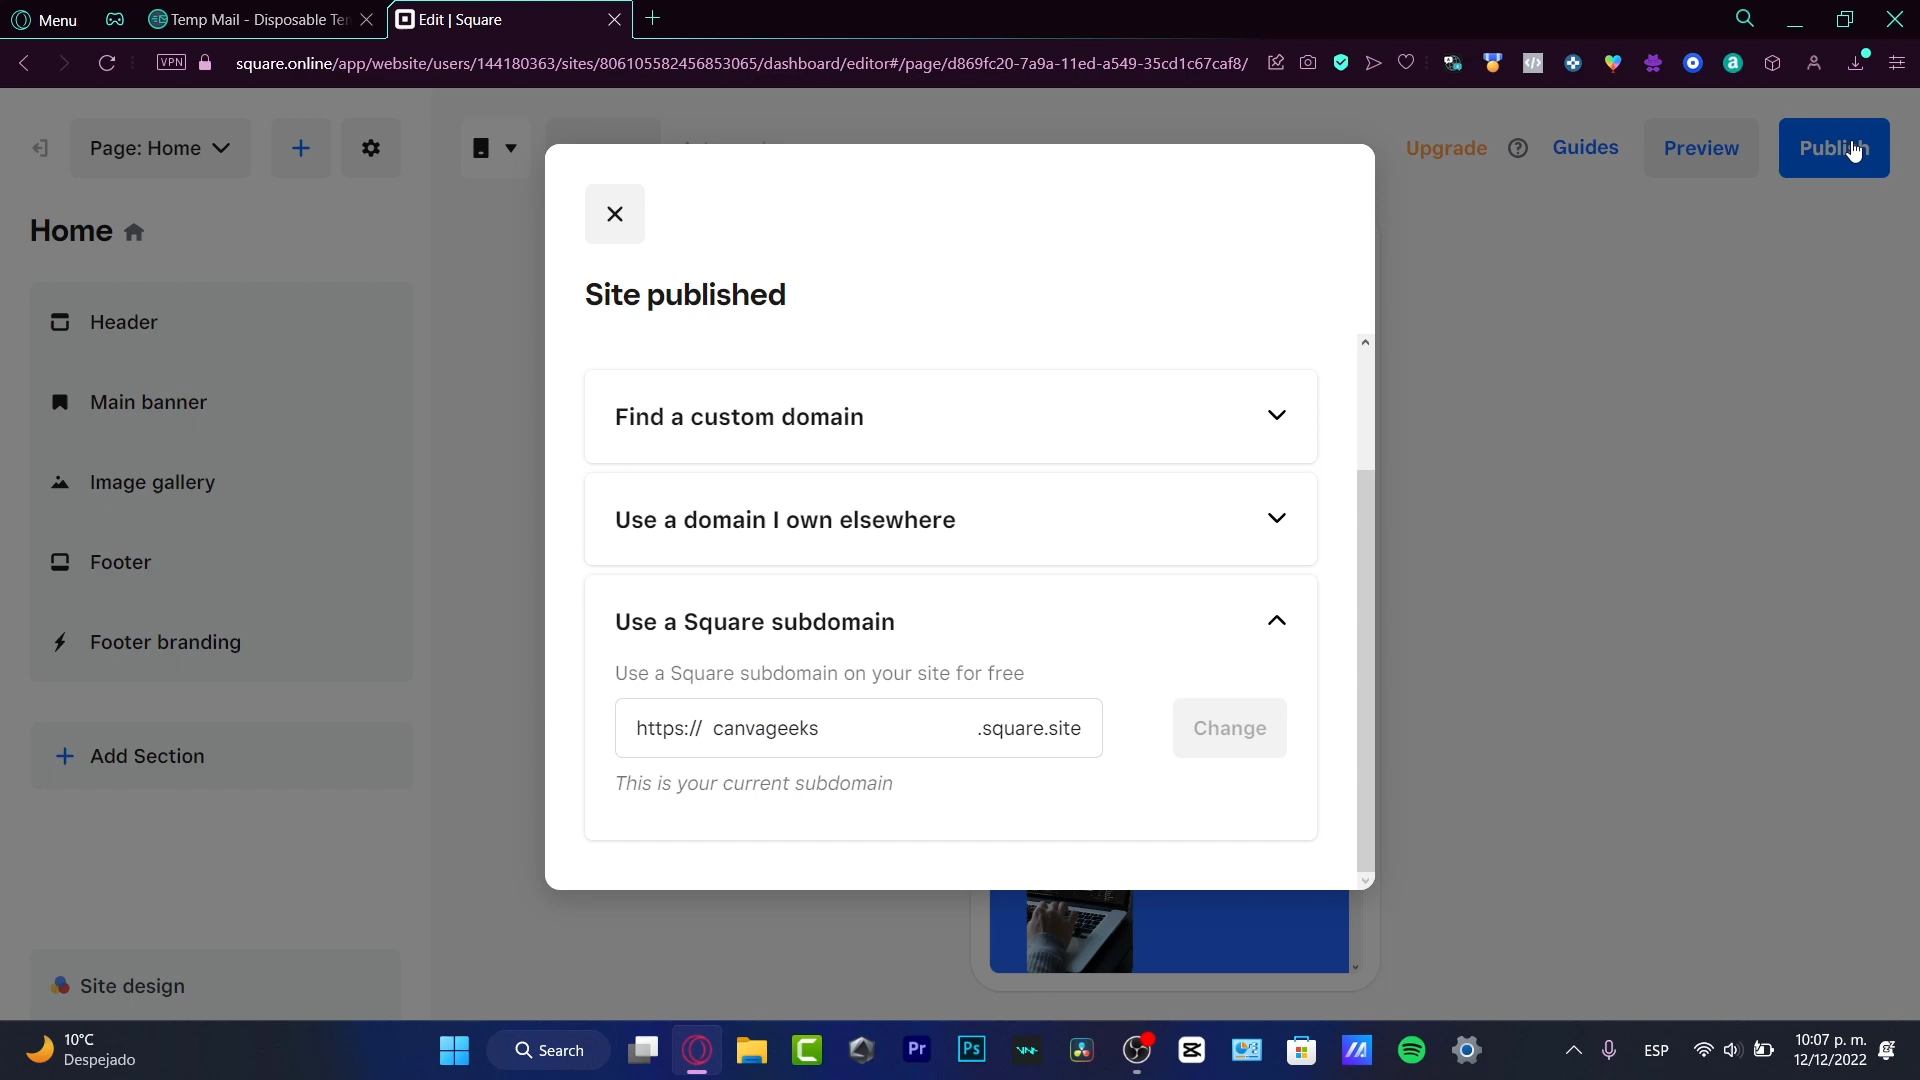 Menu
Temp Mail - Disposable Ter
Edit | Square
VPN
square.online/app/website/users/144180363/sites/806105582456853065/dashboard/editor#/page/d869fc20-7a9a-11ed-a549-35cd1c67caf8/
Page: Home
Upgrade
Guides
Preview
Publish
Home
Header
Main banner
Image gallery
Footer
Footer branding
Add Section
Site design
Site published
Find a custom domain
Use a domain I own elsewhere
Use a Square subdomain
Use a Square subdomain on your site for free
https:// canvageeks .square.site
Change
This is your current subdomain
10°C
Despejado
Search
Pr
Ps
ESP
10:07 p. m.
12/12/2022